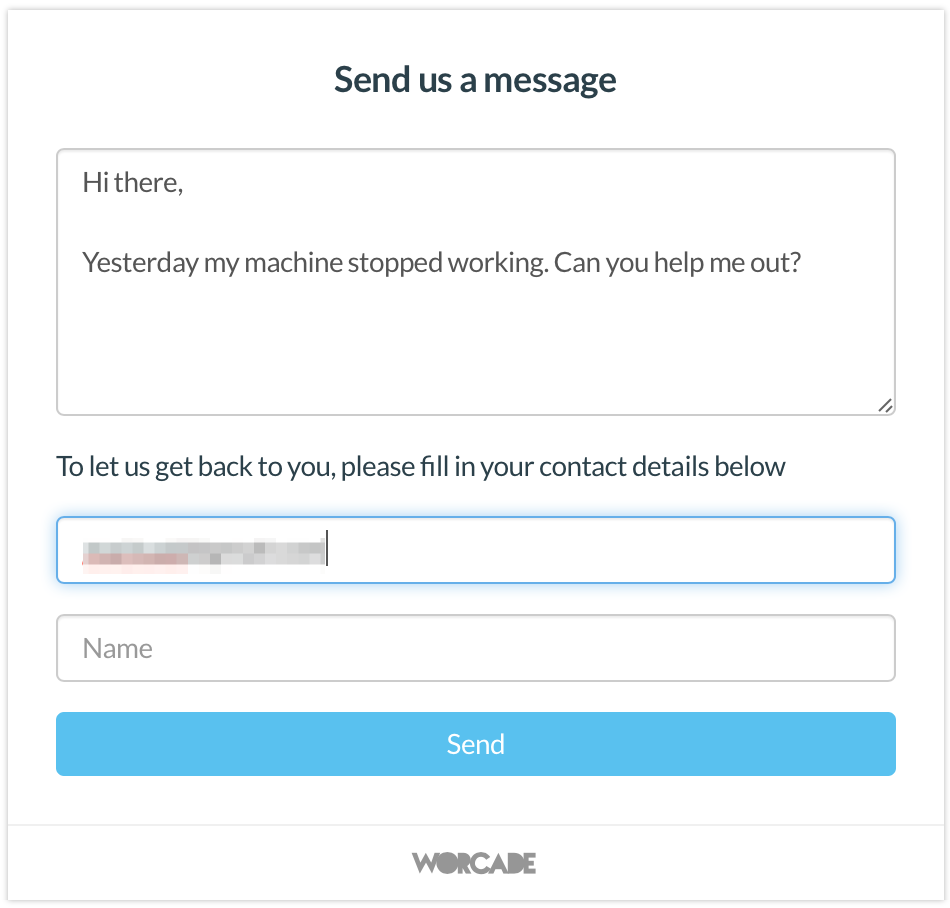 Send us a message
Hi there,
Yesterday my machine stopped working. Can you help me out?
To let us get back to you, please fill in your contact details below
Name
Send
WORCADE